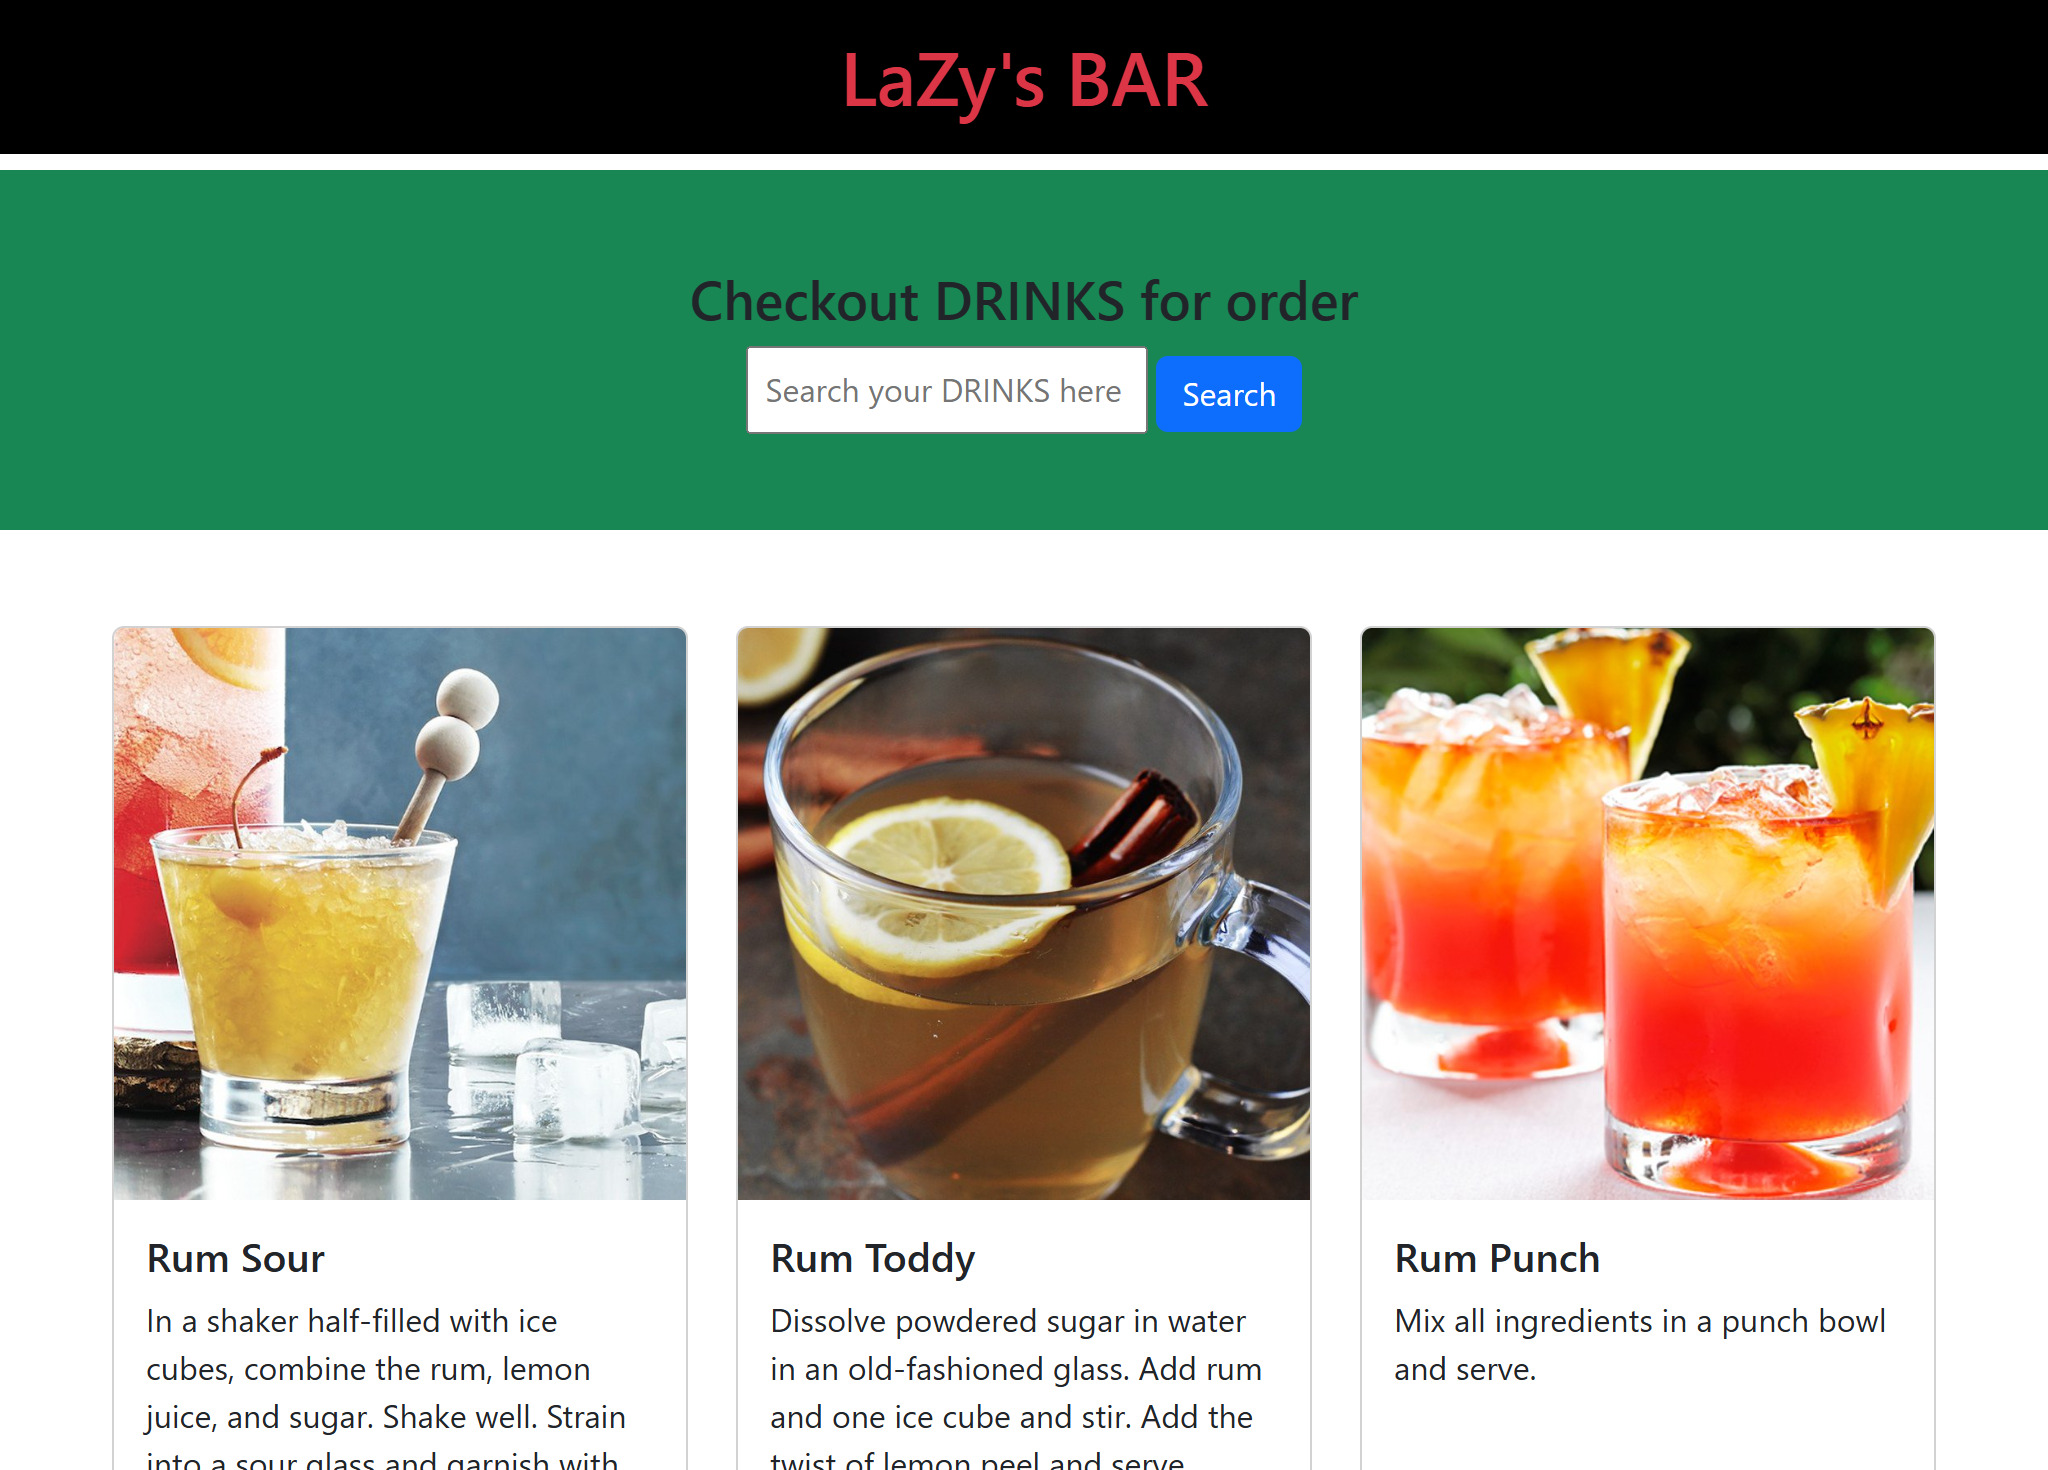 LaZy's BAR
Checkout DRINKS for order
Search your DRINKS here
Search
Rum Sour
In a shaker half-filled with ice
cubes, combine the rum, lemon
juice, and sugar. Shake well. Strain
into a sour glass and garnish with
Rum Toddy
Dissolve powdered sugar in water
in an old-fashioned glass. Add rum
and one ice cube and stir. Add the
twist of lemon peel and serve.
Rum Punch
Mix all ingredients in a punch bowl
and serve.